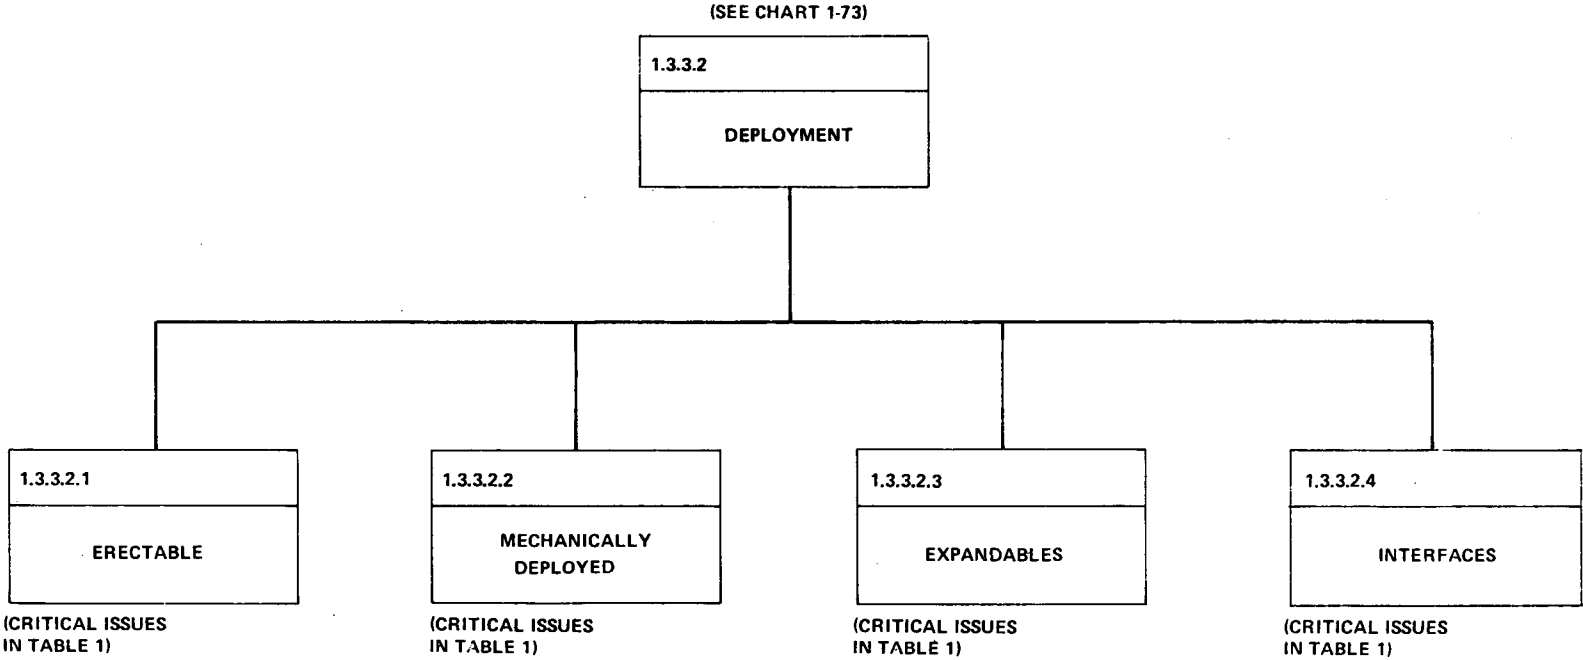 (SEE CHART 1-73)
1.3.3.2
DEPLOYMENT
1.3.3.2.1
ERECTABLE
(CRITICAL ISSUES
IN TABLE 1)
1.3.3.2.2
MECHANICALLY
DEPLOYED
(CRITICAL ISSUES
IN TABLE 1)
1.3.3.2.3
EXPANDABLES
(CRITICAL ISSUES
IN TABLE 1)
1.3.3.2.4
INTERFACES
(CRITICAL ISSUES
IN TABLE 1)